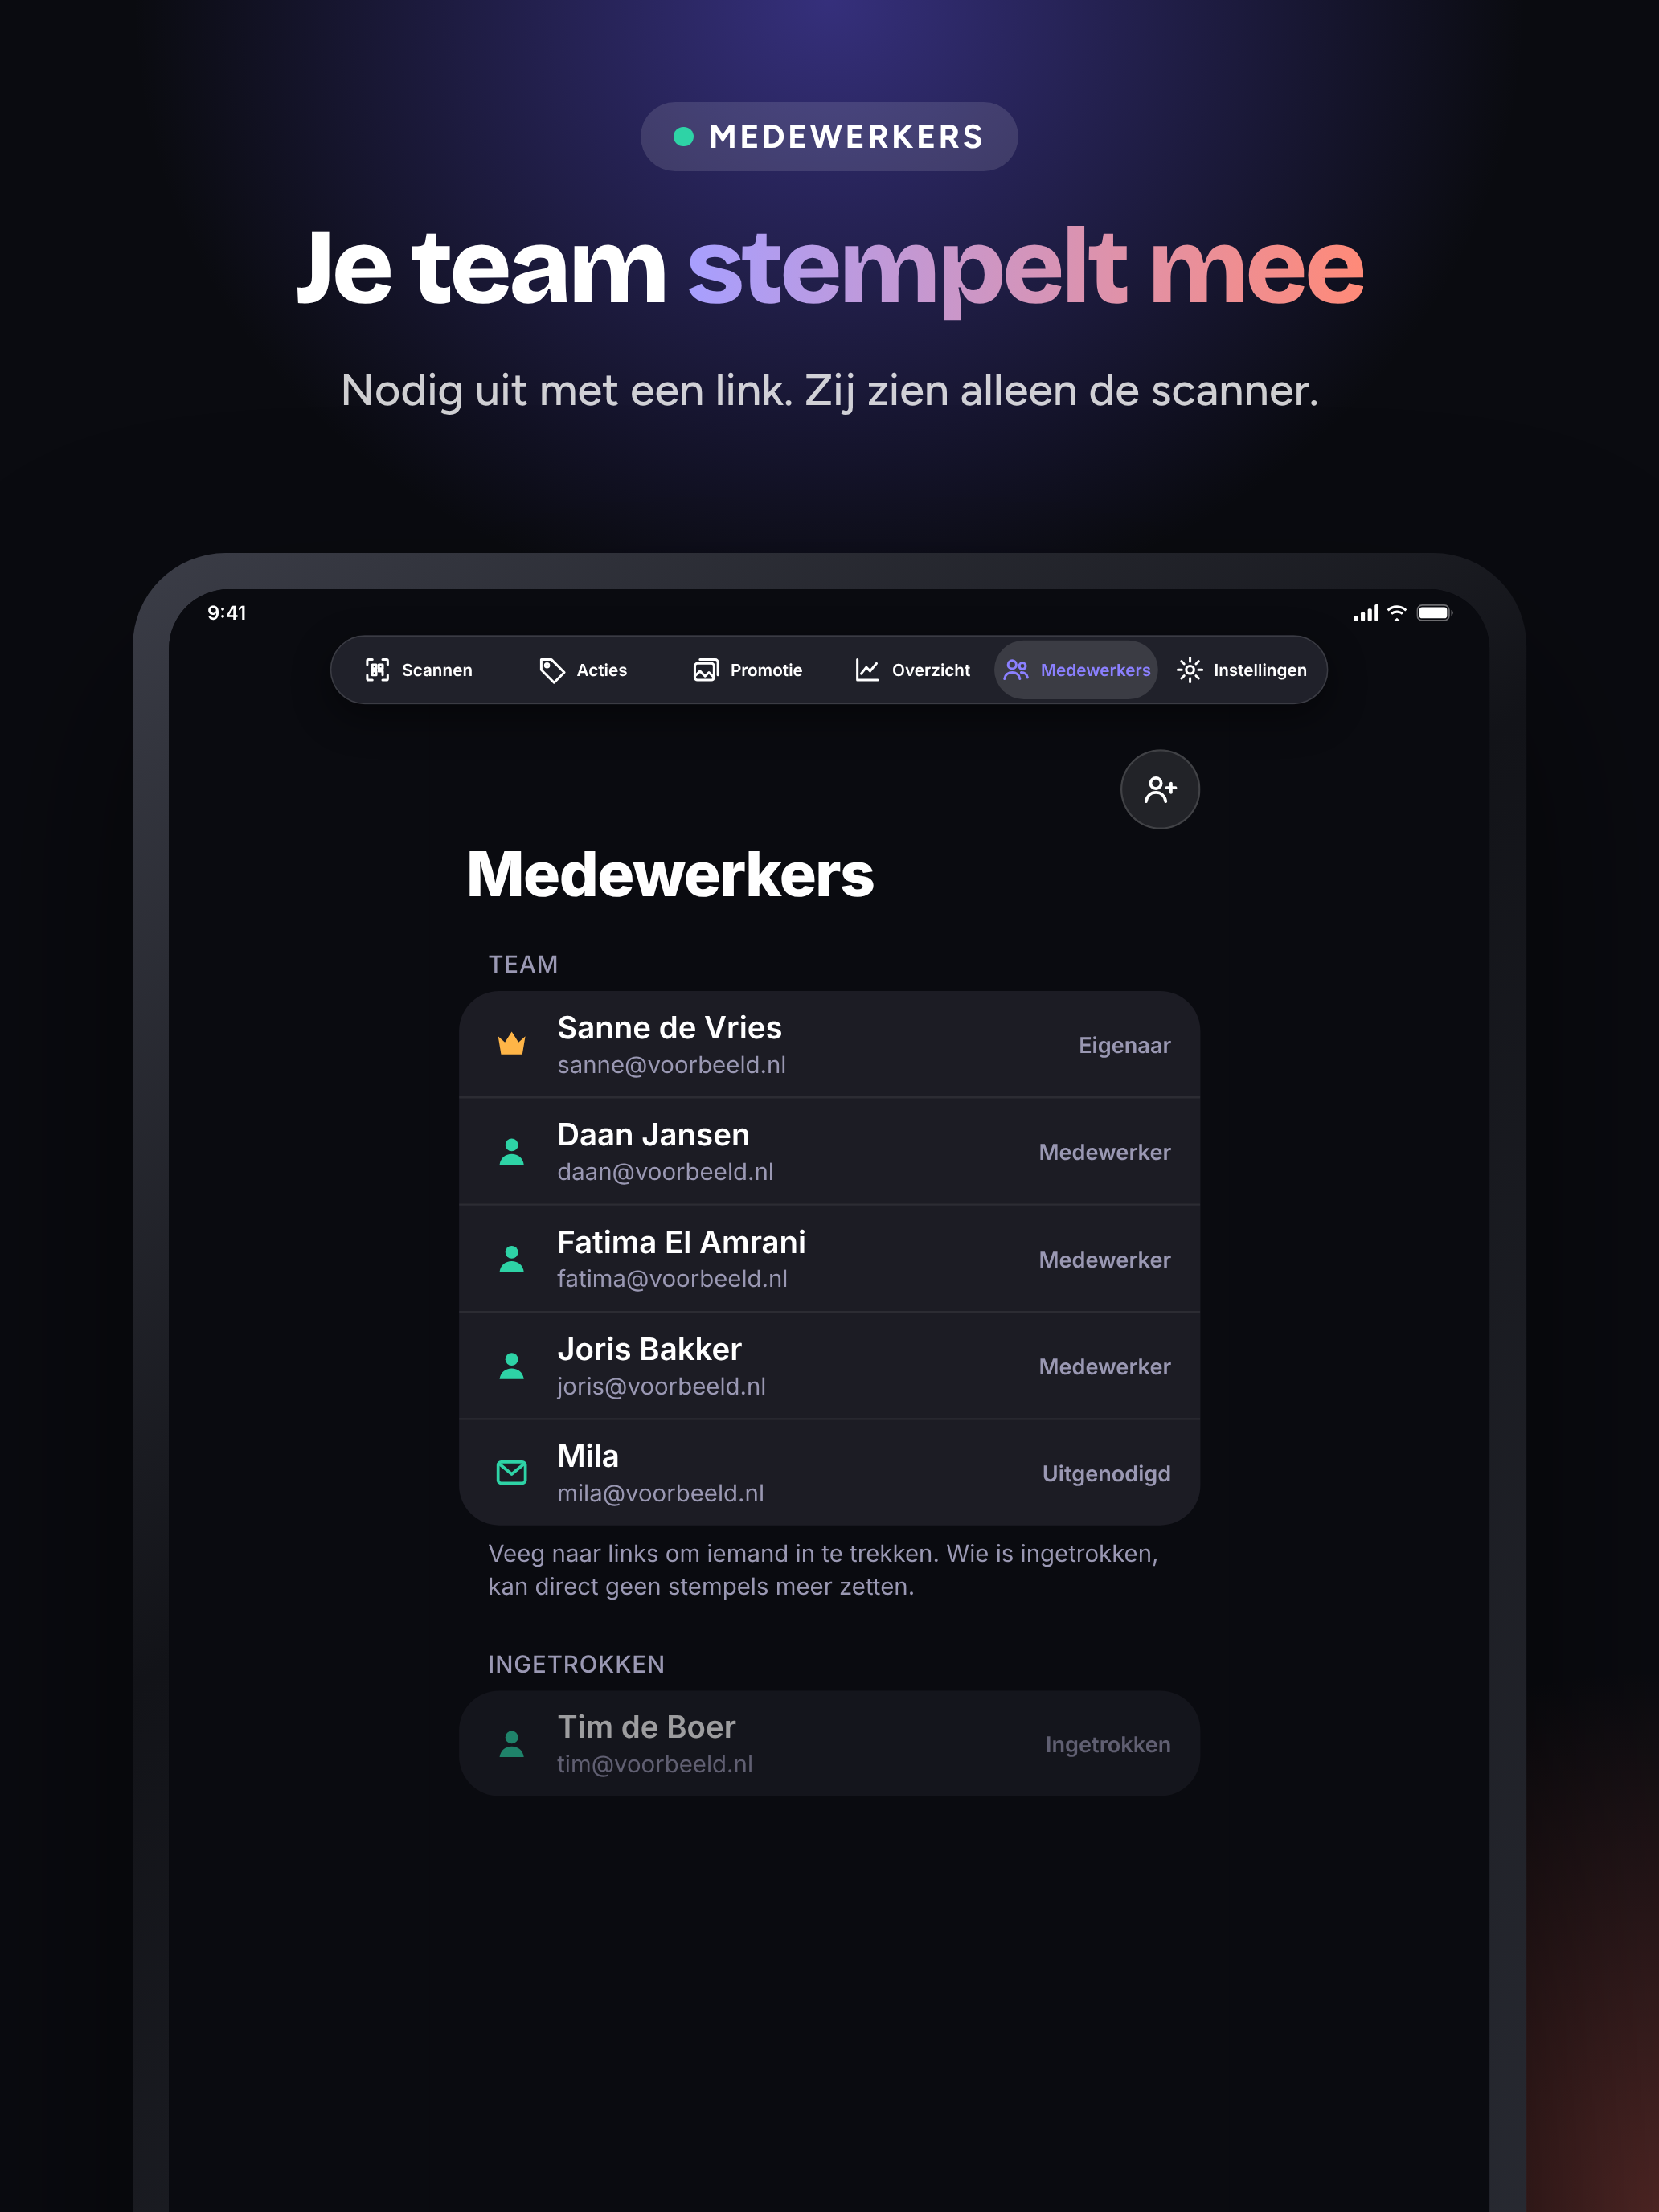 MEDEWERKERS
Je team stempelt mee
Nodig uit met een link. Zij zien alleen de scanner.
9:41
Scannen Acties Promotie Overzicht Medewerkers Instellingen
Medewerkers
TEAM
Sanne de Vries
sanne@voorbeeld.nl
Eigenaar
Daan Jansen
daan@voorbeeld.nl
Medewerker
Fatima El Amrani
fatima@voorbeeld.nl
Medewerker
Joris Bakker
joris@voorbeeld.nl
Medewerker
Mila
mila@voorbeeld.nl
Uitgenodigd
Veeg naar links om iemand in te trekken. Wie is ingetrokken,
kan direct geen stempels meer zetten.
INGETROKKEN
Tim de Boer
tim@voorbeeld.nl
Ingetrokken